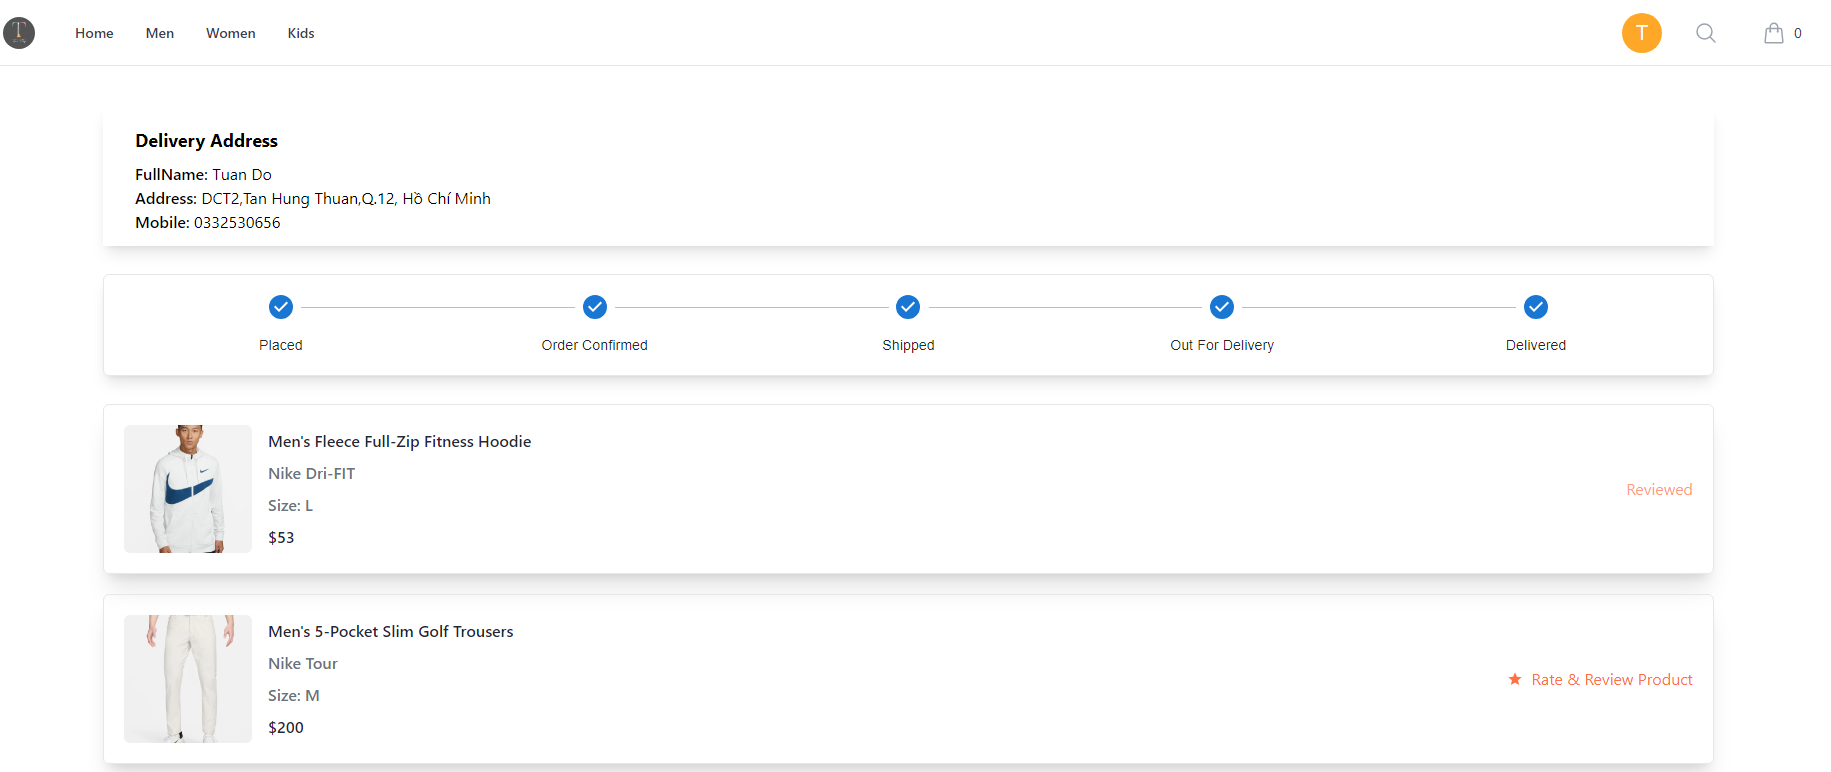 T
Home Men Women Kids
T
0
Delivery Address
FullName: Tuan Do
Address: DCT2,Tan Hung Thuan,Q.12, Hồ Chí Minh
Mobile: 0332530656
Placed Order Confirmed Shipped Out For Delivery Delivered
Men's Fleece Full-Zip Fitness Hoodie
Nike Dri-FIT
Size: L
$53
Reviewed
Men's 5-Pocket Slim Golf Trousers
Nike Tour
Size: M
$200
Rate & Review Product